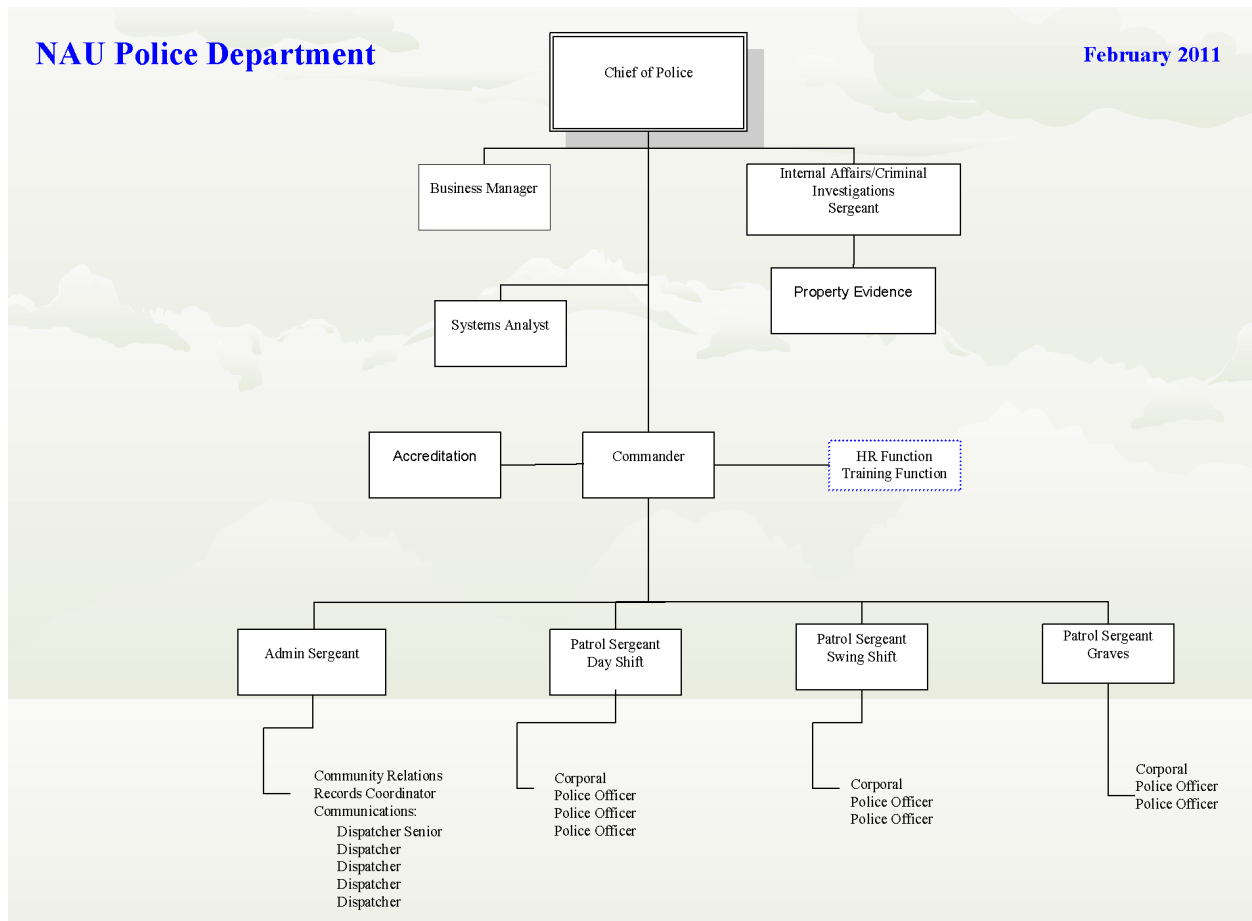 NAU Police Department
February 2011
Chief of Police
Business Manager
Internal Affairs/Criminal
Investigations
Sergeant
Property Evidence
Systems Analyst
Accreditation
Commander
HR Function
Training Function
Admin Sergeant
Patrol Sergeant
Day Shift
Patrol Sergeant
Swing Shift
Patrol Sergeant
Graves
Community Relations
Records Coordinator
Communications:
Dispatcher Senior
Dispatcher
Dispatcher
Dispatcher
Dispatcher
Corporal
Police Officer
Police Officer
Police Officer
Corporal
Police Officer
Police Officer
Corporal
Police Officer
Police Officer